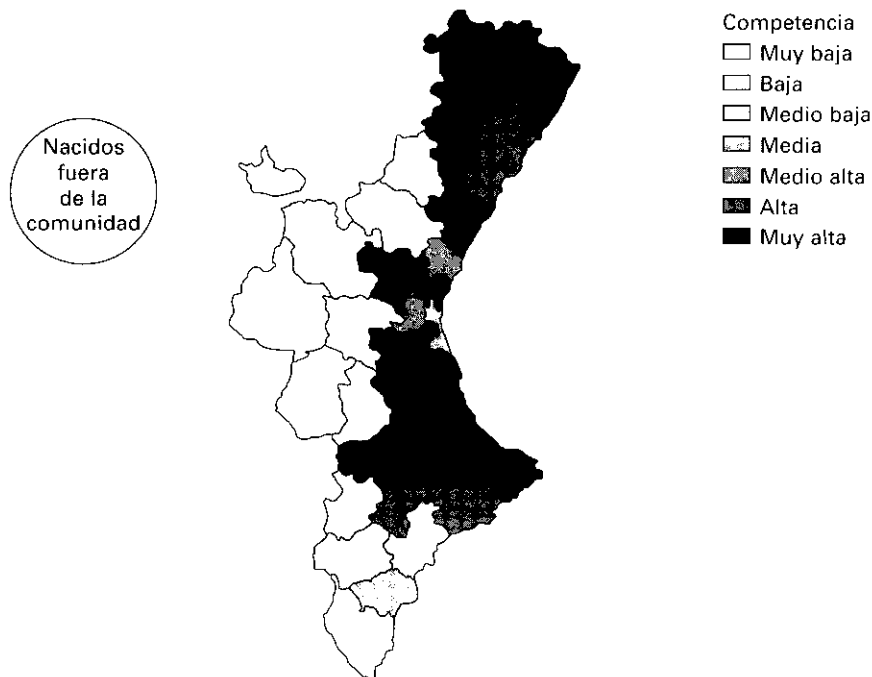 Nacidos
fuera
de la
comunidad
Competencia
Muy baja
Baja
Medio baja
Media
Medio alta
Alta
Muy alta